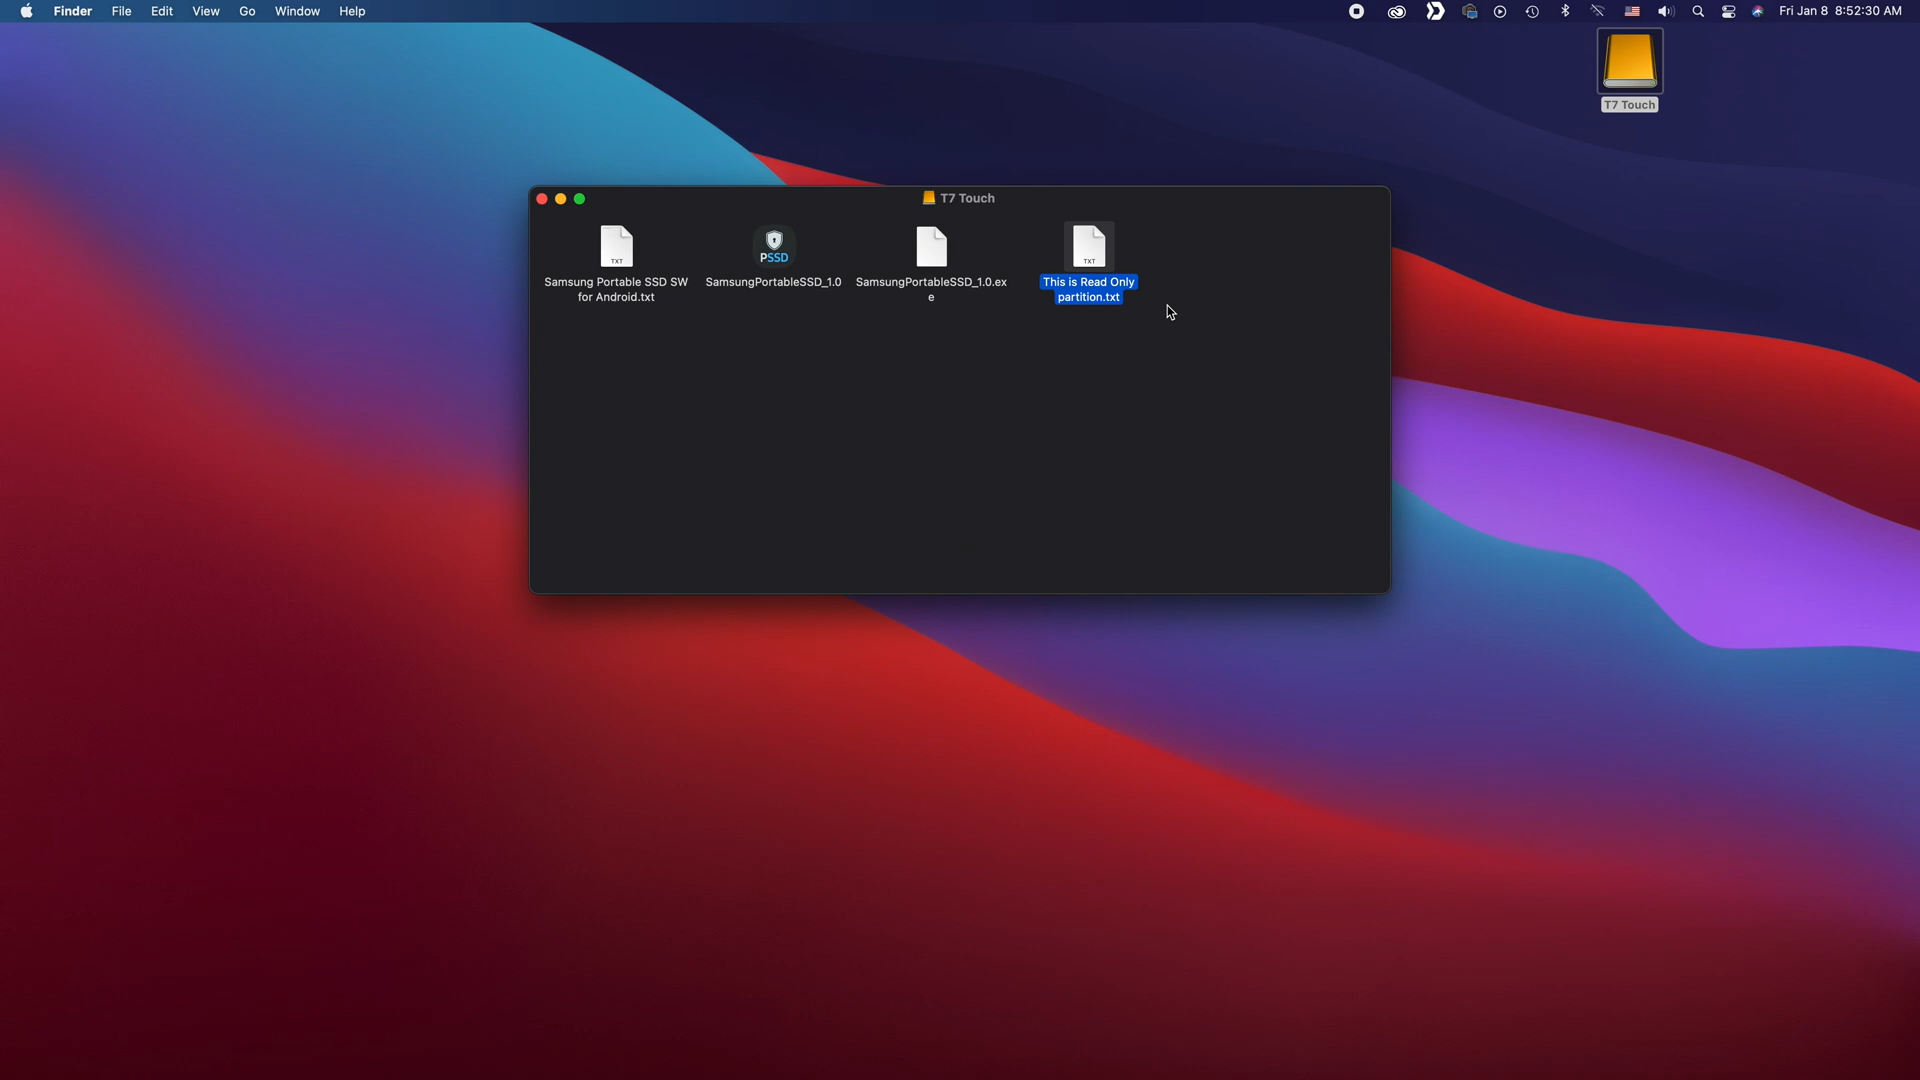 Finder File Edit View Go Window Help Fri Jan 8 8:52:30 AM
T7 Touch
T7 Touch
TXT
Samsung Portable SSD SW
for Android.txt
PSSD
SamsungPortableSSD_1.0
SamsungPortableSSD_1.0.ex
e
TXT
This is Read Only
partition.txt